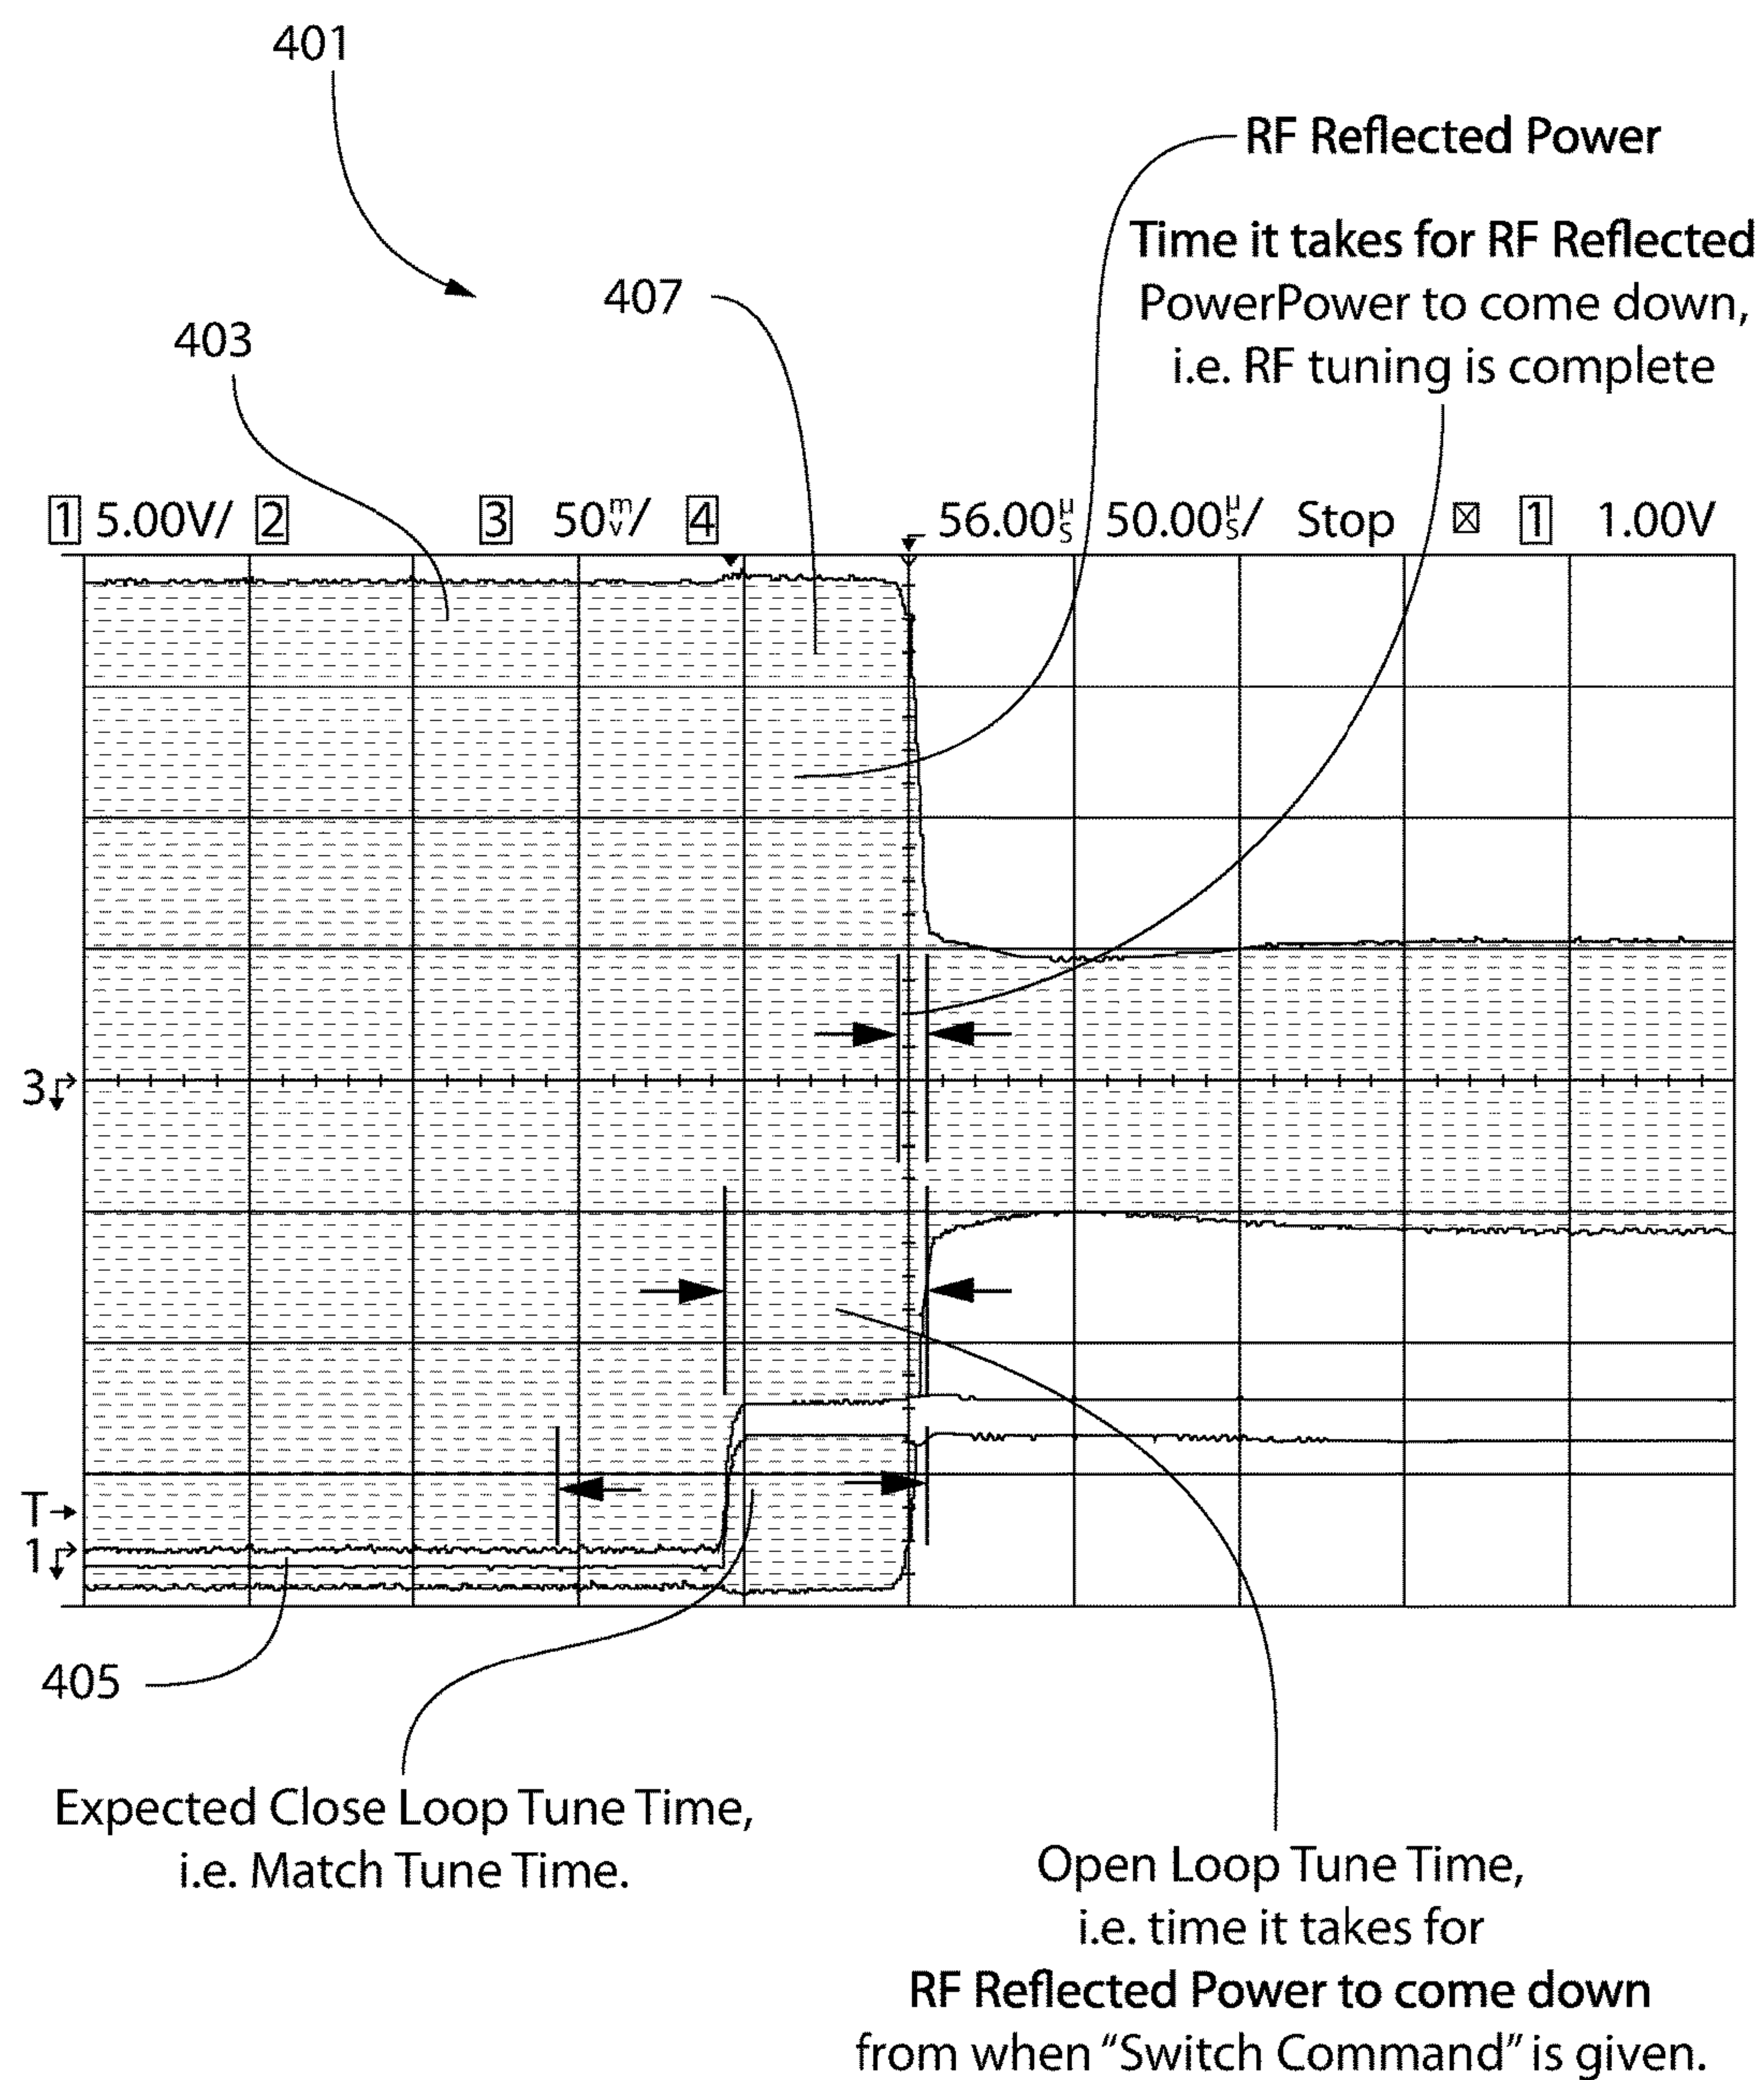 401
RF Reflected Power
Time it takes for RF Reflected
PowerPower to come down,
i.e. RF tuning is complete
407
403
1 5.00V/ 2 3 50mv/ 4 56.00µs 50.00µs/ Stop 1 1.00V
3
T
1
405
Expected Close Loop Tune Time,
i.e. Match Tune Time.
Open Loop Tune Time,
i.e. time it takes for
RF Reflected Power to come down
from when “Switch Command” is given.